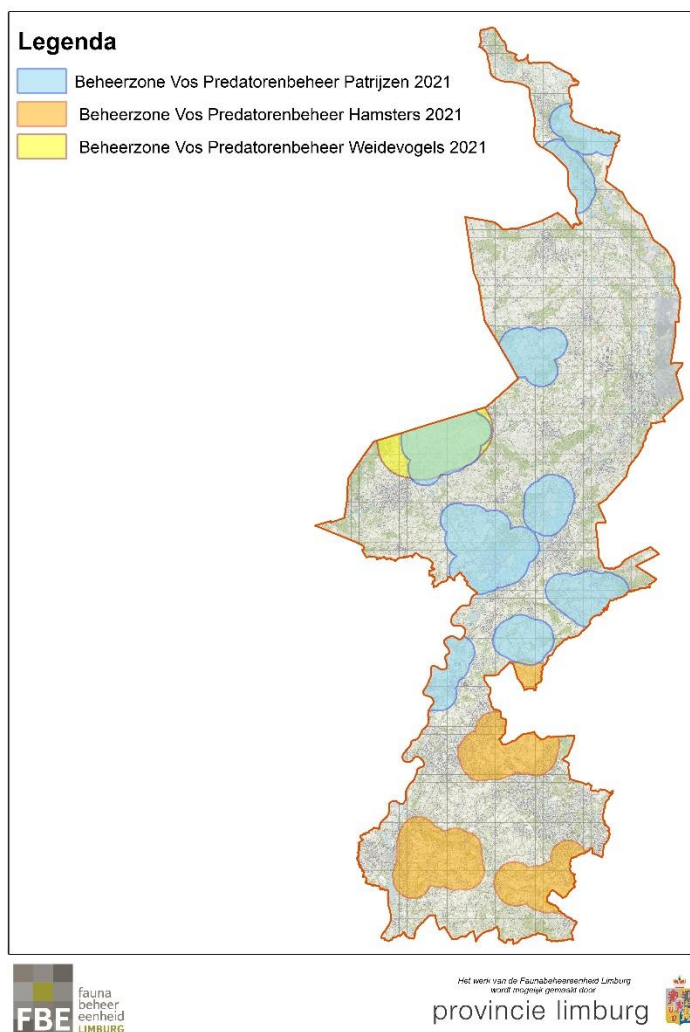 Legenda
Beheerzone Vos Predatorenbeheer Patrijzen 2021
Beheerzone Vos Predatorenbeheer Hamsters 2021
Beheerzone Vos Predatorenbeheer Weidevogels 2021
FBE
fauna
beheer
eenheid
LIMBURG
Het werk van de Faunabeheereenheid Limburg
wordt mogelijk gemaakt door
provincie limburg